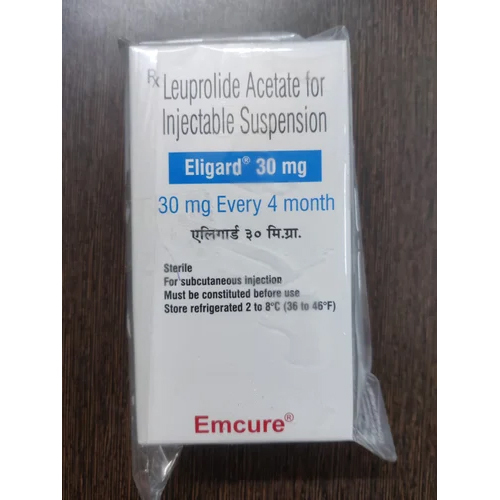 Rx Leuprolide Acetate for
Injectable Suspension
Eligard® 30 mg
30 mg Every 4 month
एलिगार्ड ३० मि.ग्रा.
Sterile
For subcutaneous injection
Must be constituted before use
Store refrigerated 2 to 8°C (36 to 46°F)
Emcure®